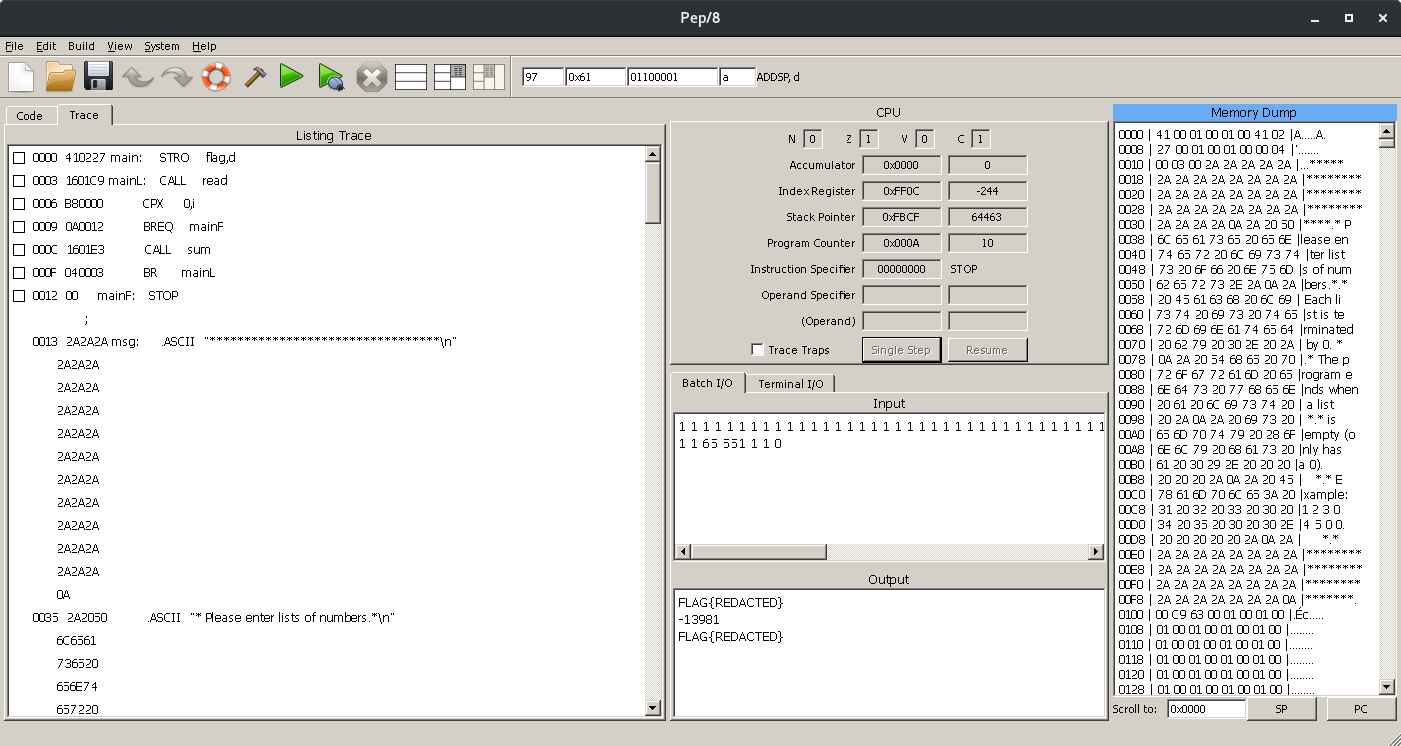 Pep/8
File Edit Build View System Help
97 0x61 01100001 a ADDSP, d
Code Trace
Listing Trace
0000 410227 main: STRO flag,d
0003 1601C9 mainL: CALL read
0006 B80000 CPX 0,i
0009 0A0012 BREQ mainF
000C 1601E3 CALL sum
000F 040003 BR mainL
0012 00 mainF: STOP
;
0013 2A2A2A msg: .ASCII "********************************\n"
2A2A2A
2A2A2A
2A2A2A
2A2A2A
2A2A2A
2A2A2A
2A2A2A
2A2A2A
2A2A2A
2A2A2A
0A
0035 2A2050 .ASCII "* Please enter lists of numbers.*\n"
6C6561
736520
656E74
657220
CPU
N 0 Z 1 V 0 C 1
Accumulator 0x0000 0
Index Register 0xFF0C -244
Stack Pointer 0xFBCF 64463
Program Counter 0x000A 10
Instruction Specifier 00000000 STOP
Operand Specifier
(Operand)
Trace Traps Single Step Resume
Batch I/O Terminal I/O
Input
1 1 1 1 1 1 1 1 1 1 1 1 1 1 1 1 1 1 1 1 1 1 1 1 1 1 1 1 1 1 1 1 1 1 1 1 1
1 1 65 551 1 1 0
Output
FLAG{REDACTED}
-13981
FLAG{REDACTED}
Memory Dump
0000 | 41 00 01 00 01 00 41 02 |A.....A.
0008 | 27 00 01 00 01 00 00 04 |'.......
0010 | 00 03 00 2A 2A 2A 2A 2A |...*****
0018 | 2A 2A 2A 2A 2A 2A 2A 2A |********
0020 | 2A 2A 2A 2A 2A 2A 2A 2A |********
0028 | 2A 2A 2A 2A 2A 2A 2A 2A |********
0030 | 2A 2A 2A 2A 0A 2A 20 50 |****.* P
0038 | 6C 65 61 73 65 20 65 6E |lease en
0040 | 74 65 72 20 6C 69 73 74 |ter list
0048 | 73 20 6F 66 20 6E 75 6D |s of num
0050 | 62 65 72 73 2E 2A 0A 2A |bers.*.*
0058 | 20 45 61 63 68 20 6C 69 | Each li
0060 | 73 74 20 69 73 20 74 65 |st is te
0068 | 72 6D 69 6E 61 74 65 64 |rminated
0070 | 20 62 79 20 30 2E 20 2A | by 0. *
0078 | 0A 2A 20 54 68 65 20 70 |.* The p
0080 | 72 6F 67 72 61 6D 20 65 |rogram e
0088 | 6E 64 73 20 77 68 65 6E |nds when
0090 | 20 61 20 6C 69 73 74 20 | a list
0098 | 20 2A 0A 2A 20 69 73 20 | *.* is
00A0 | 65 6D 70 74 79 20 28 6F |empty (o
00A8 | 6E 6C 79 20 68 61 73 20 |nly has
00B0 | 61 20 30 29 2E 20 20 20 |a 0).
00B8 | 20 20 20 2A 0A 2A 20 45 | *.* E
00C0 | 78 61 6D 70 6C 65 3A 20 |xample:
00C8 | 31 20 32 20 33 20 30 20 |1 2 3 0
00D0 | 34 20 35 20 30 20 30 2E |4 5 0 0.
00D8 | 20 20 20 20 20 2A 0A 2A | *.*
00E0 | 2A 2A 2A 2A 2A 2A 2A 2A |********
00E8 | 2A 2A 2A 2A 2A 2A 2A 2A |********
00F0 | 2A 2A 2A 2A 2A 2A 2A 2A |********
00F8 | 2A 2A 2A 2A 2A 2A 2A 0A |*******.
0100 | 00 C9 63 00 01 00 01 00 |.Éc.....
0108 | 01 00 01 00 01 00 01 00 |........
0110 | 01 00 01 00 01 00 01 00 |........
0118 | 01 00 01 00 01 00 01 00 |........
0120 | 01 00 01 00 01 00 01 00 |........
0128 | 01 00 01 00 01 00 01 00 |........
Scroll to: 0x0000 SP PC